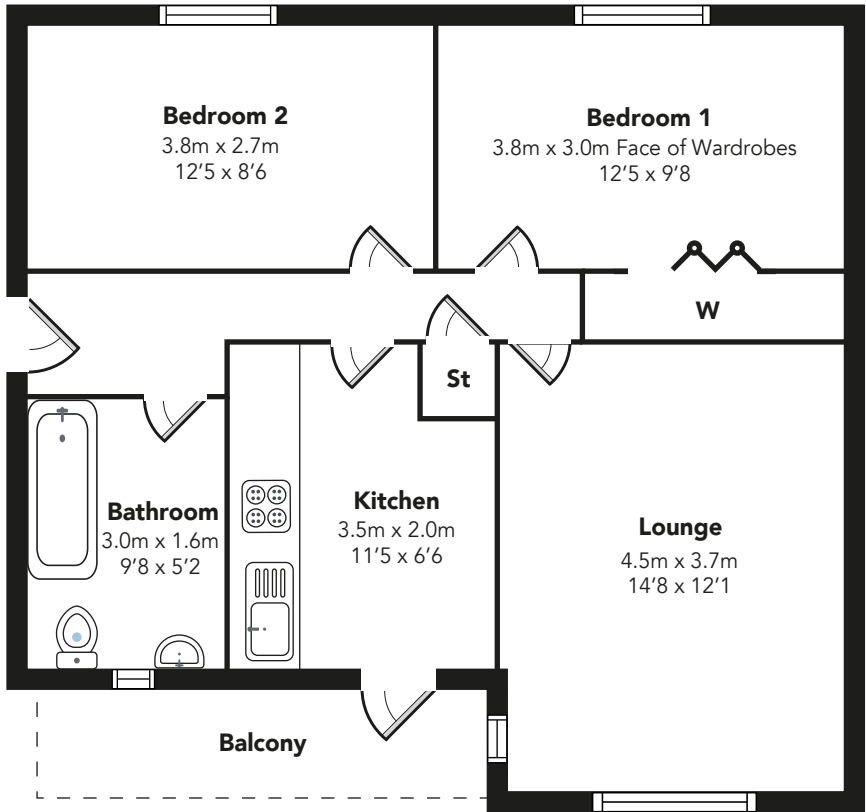 Bedroom 2
3.8m x 2.7m
12’5 x 8’6
Bedroom 1
3.8m x 3.0m Face of Wardrobes
12’5 x 9’8
W
St
Bathroom
3.0m x 1.6m
9’8 x 5’2
Kitchen
3.5m x 2.0m
11’5 x 6’6
Lounge
4.5m x 3.7m
14’8 x 12’1
Balcony